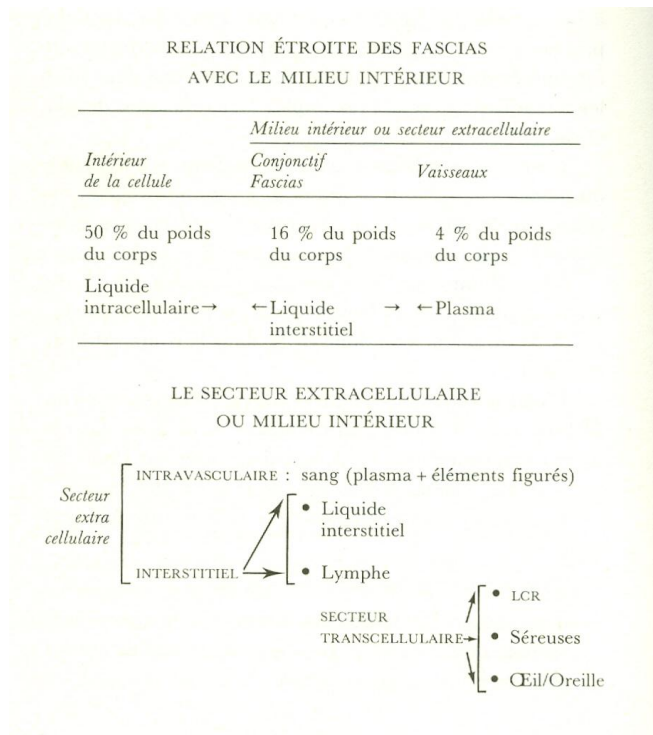 RELATION ÉTROITE DES FASCIAS
AVEC LE MILIEU INTÉRIEUR
Milieu intérieur ou secteur extracellulaire
Intérieur
de la cellule
Conjonctif
Fascias
Vaisseaux
50 % du poids
du corps
16 % du poids
du corps
4 % du poids
du corps
Liquide
intracellulaire→
←Liquide →
interstitiel
←Plasma
LE SECTEUR EXTRACELLULAIRE
OU MILIEU INTÉRIEUR
Secteur
extra
cellulaire
INTRAVASCULAIRE : sang (plasma + éléments figurés)
INTERSTITIEL
• Liquide
interstitiel
• Lymphe
SECTEUR
TRANSCELLULAIRE
• LCR
• Séreuses
• Œil/Oreille